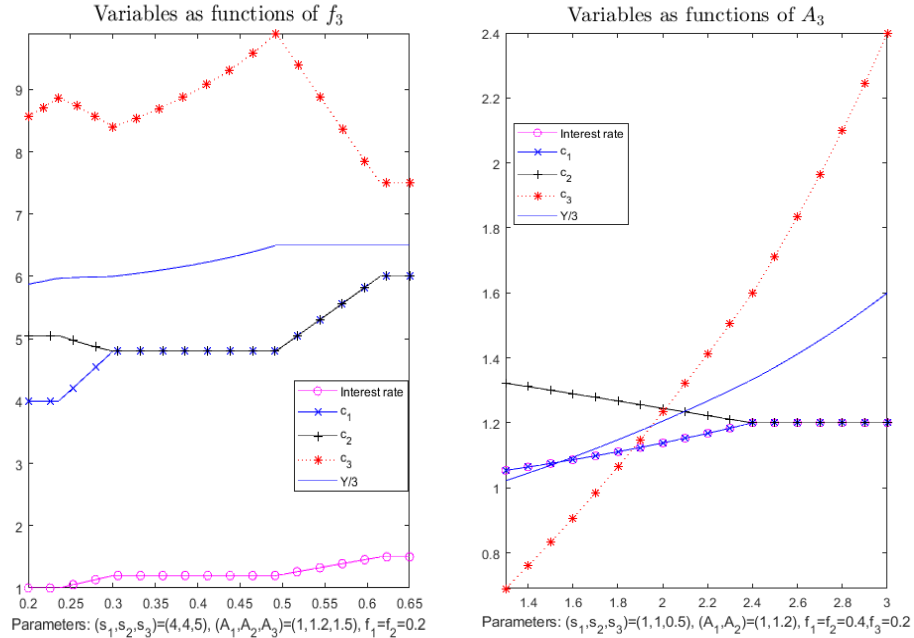 Variables as functions of f₃
9
8
7
6
5
4
3
2
1
0.2 0.25 0.3 0.35 0.4 0.45 0.5 0.55 0.6 0.65
Interest rate
c₁
c₂
c₃
Y/3
Parameters: (s₁,s₂,s₃)=(4,4,5), (A₁,A₂,A₃)=(1,1.2,1.5), f₁=f₂=0.2
Variables as functions of A₃
2.4
2.2
2
1.8
1.6
1.4
1.2
1
0.8
1.4 1.6 1.8 2 2.2 2.4 2.6 2.8 3
Interest rate
c₁
c₂
c₃
Y/3
Parameters: (s₁,s₂,s₃)=(1,1,0.5), (A₁,A₂)=(1,1.2), f₁=f₂=0.4,f₃=0.2